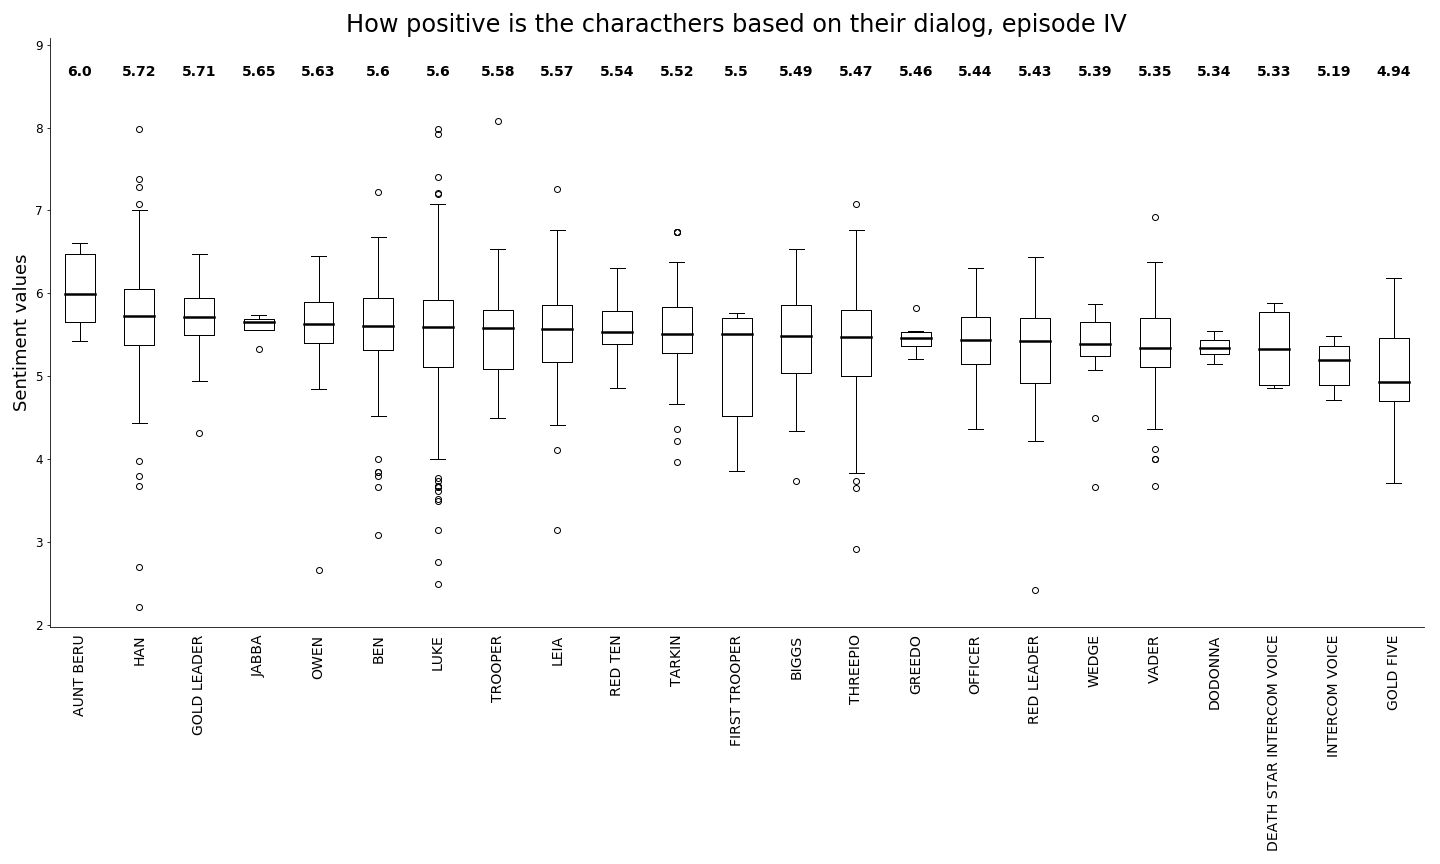 How positive is the characthers based on their dialog, episode IV
9
6.0 5.72 5.71 5.65 5.63 5.6 5.6 5.58 5.57 5.54 5.52 5.5 5.49 5.47 5.46 5.44 5.43 5.39 5.35 5.34 5.33 5.19 4.94
8
7
6
5
4
3
2
Sentiment values
AUNT BERU
HAN
GOLD LEADER
JABBA
OWEN
BEN
LUKE
TROOPER
LEIA
RED TEN
TARKIN
FIRST TROOPER
BIGGS
THREEPIO
GREEDO
OFFICER
RED LEADER
WEDGE
VADER
DODONNA
DEATH STAR INTERCOM VOICE
INTERCOM VOICE
GOLD FIVE